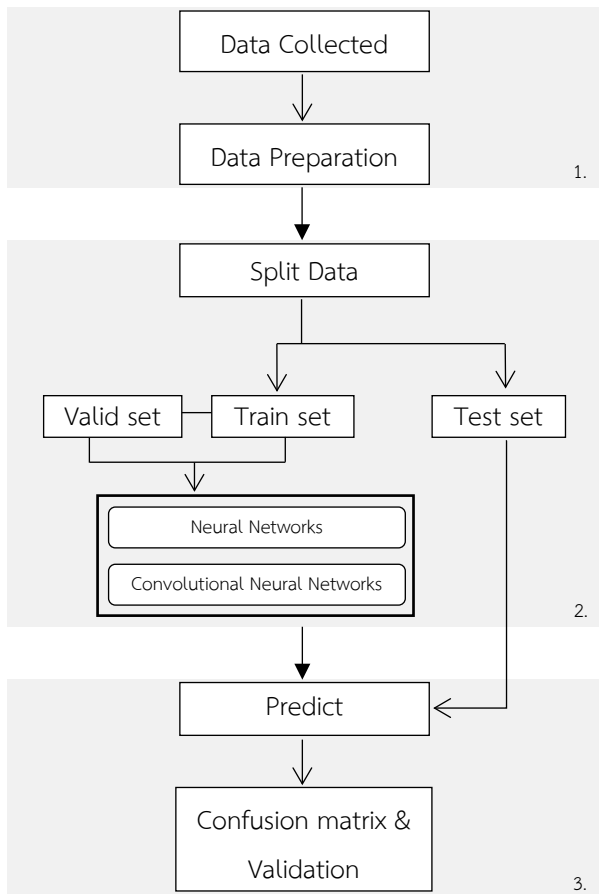 Data Collected
Data Preparation
1.
Split Data
Valid set
Train set
Test set
Neural Networks
Convolutional Neural Networks
2.
Predict
Confusion matrix &
Validation
3.